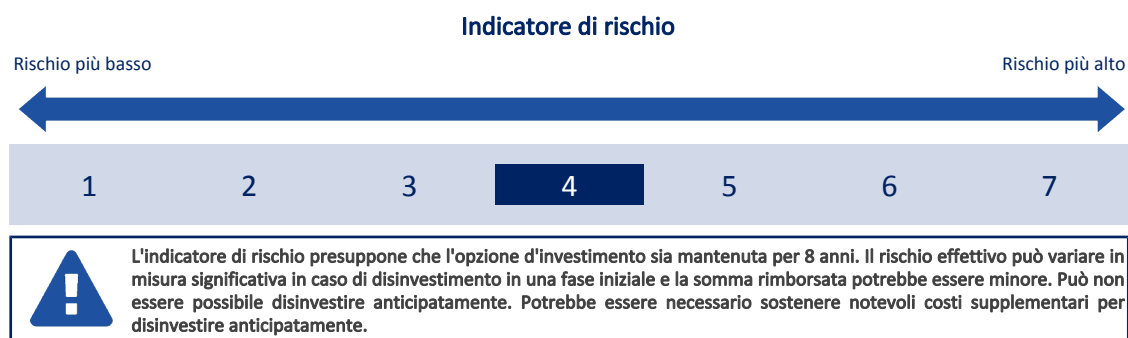 Indicatore di rischio
Rischio più basso
Rischio più alto
1 2 3 4 5 6 7
L'indicatore di rischio presuppone che l'opzione d'investimento sia mantenuta per 8 anni. Il rischio effettivo può variare in
misura significativa in caso di disinvestimento in una fase iniziale e la somma rimborsata potrebbe essere minore. Può non
essere possibile disinvestire anticipatamente. Potrebbe essere necessario sostenere notevoli costi supplementari per
disinvestire anticipatamente.